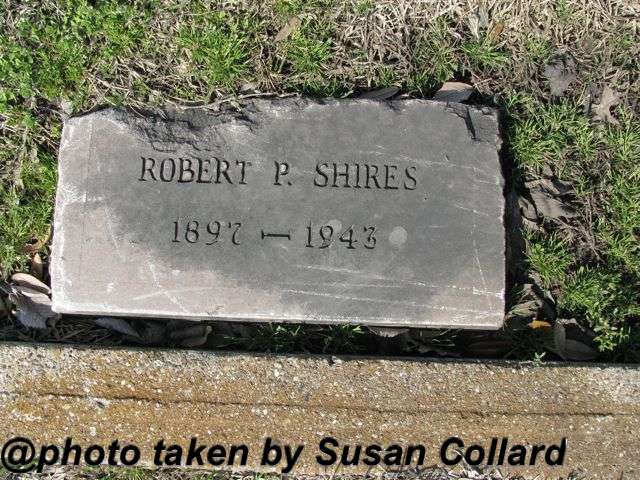 ROBERT P. SHIRES
1897 – 1943
@photo taken by Susan Collard